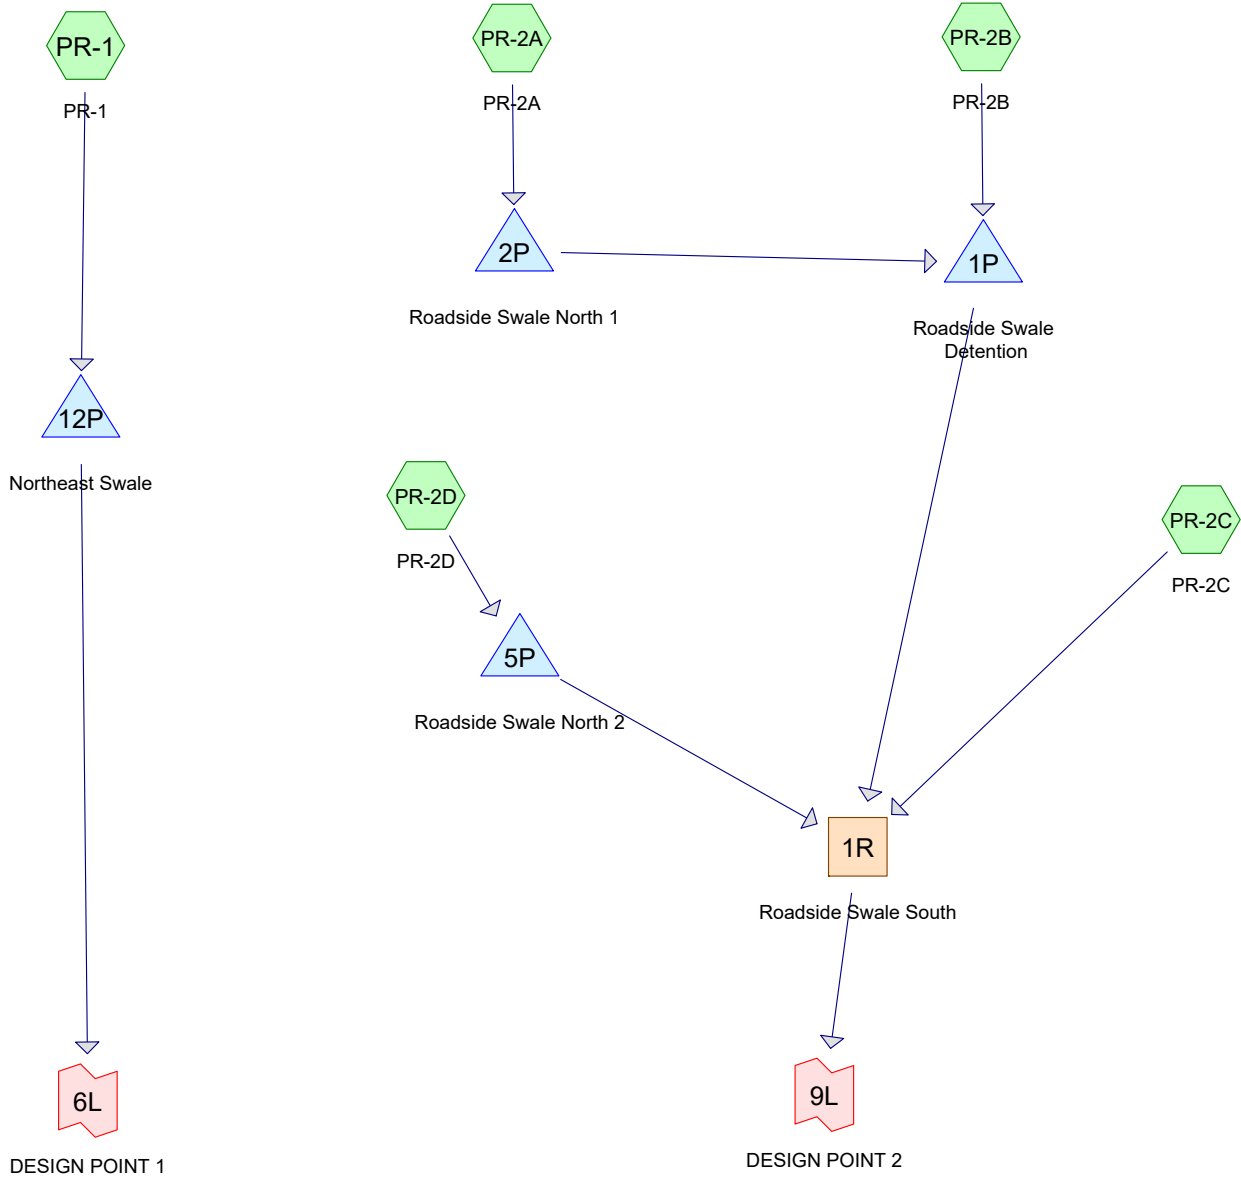 PR-1
PR-1
PR-2A
PR-2A
PR-2B
PR-2B
2P
Roadside Swale North 1
1P
Roadside Swale
Detention
12P
Northeast Swale
PR-2D
PR-2D
PR-2C
PR-2C
5P
Roadside Swale North 2
1R
Roadside Swale South
6L
DESIGN POINT 1
9L
DESIGN POINT 2